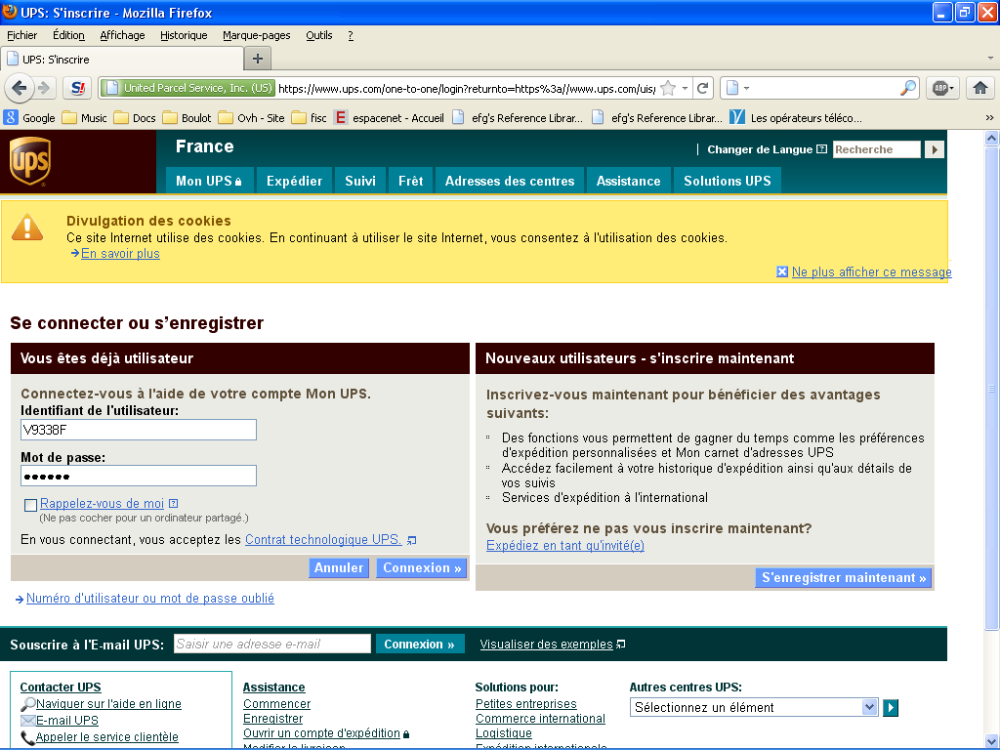 UPS: S'inscrire - Mozilla Firefox
Fichier Édition Affichage Historique Marque-pages Outils ?
UPS: S'inscrire +
S! United Parcel Service, Inc. (US) https://www.ups.com/one-to-one/login?returnto=https%3a//www.ups.com/uis/ ABP
Google Music Docs Boulot Ovh - Site fisc E espacenet - Accueil efg's Reference Librar... efg's Reference Librar... Les opérateurs téléco... »
ups France | Changer de Langue ? Recherche
Mon UPS Expédier Suivi Frêt Adresses des centres Assistance Solutions UPS
Divulgation des cookies
Ce site Internet utilise des cookies. En continuant à utiliser le site Internet, vous consentez à l'utilisation des cookies.
En savoir plus
Ne plus afficher ce message
Se connecter ou s'enregistrer
Vous êtes déjà utilisateur
Connectez-vous à l'aide de votre compte Mon UPS.
Identifiant de l'utilisateur:
V9338F
Mot de passe:
●●●●●●
Rappelez-vous de moi ?
(Ne pas cocher pour un ordinateur partagé.)
En vous connectant, vous acceptez les Contrat technologique UPS.
Annuler Connexion »
Numéro d'utilisateur ou mot de passe oublié
Nouveaux utilisateurs - s'inscrire maintenant
Inscrivez-vous maintenant pour bénéficier des avantages
suivants:
Des fonctions vous permettent de gagner du temps comme les préférences
d'expédition personnalisées et Mon carnet d'adresses UPS
Accédez facilement à votre historique d'expédition ainsi qu'aux détails de
vos suivis
Services d'expédition à l'international
Vous préférez ne pas vous inscrire maintenant?
Expédiez en tant qu'invité(e)
S'enregistrer maintenant »
Souscrire à l'E-mail UPS: Saisir une adresse e-mail Connexion » Visualiser des exemples
Contacter UPS
Naviguer sur l'aide en ligne
E-mail UPS
Appeler le service clientèle
Assistance
Commencer
Enregistrer
Ouvrir un compte d'expédition
Modifier la livraison
Solutions pour:
Petites entreprises
Commerce international
Logistique
Expédition internationale
Autres centres UPS:
Sélectionnez un élément